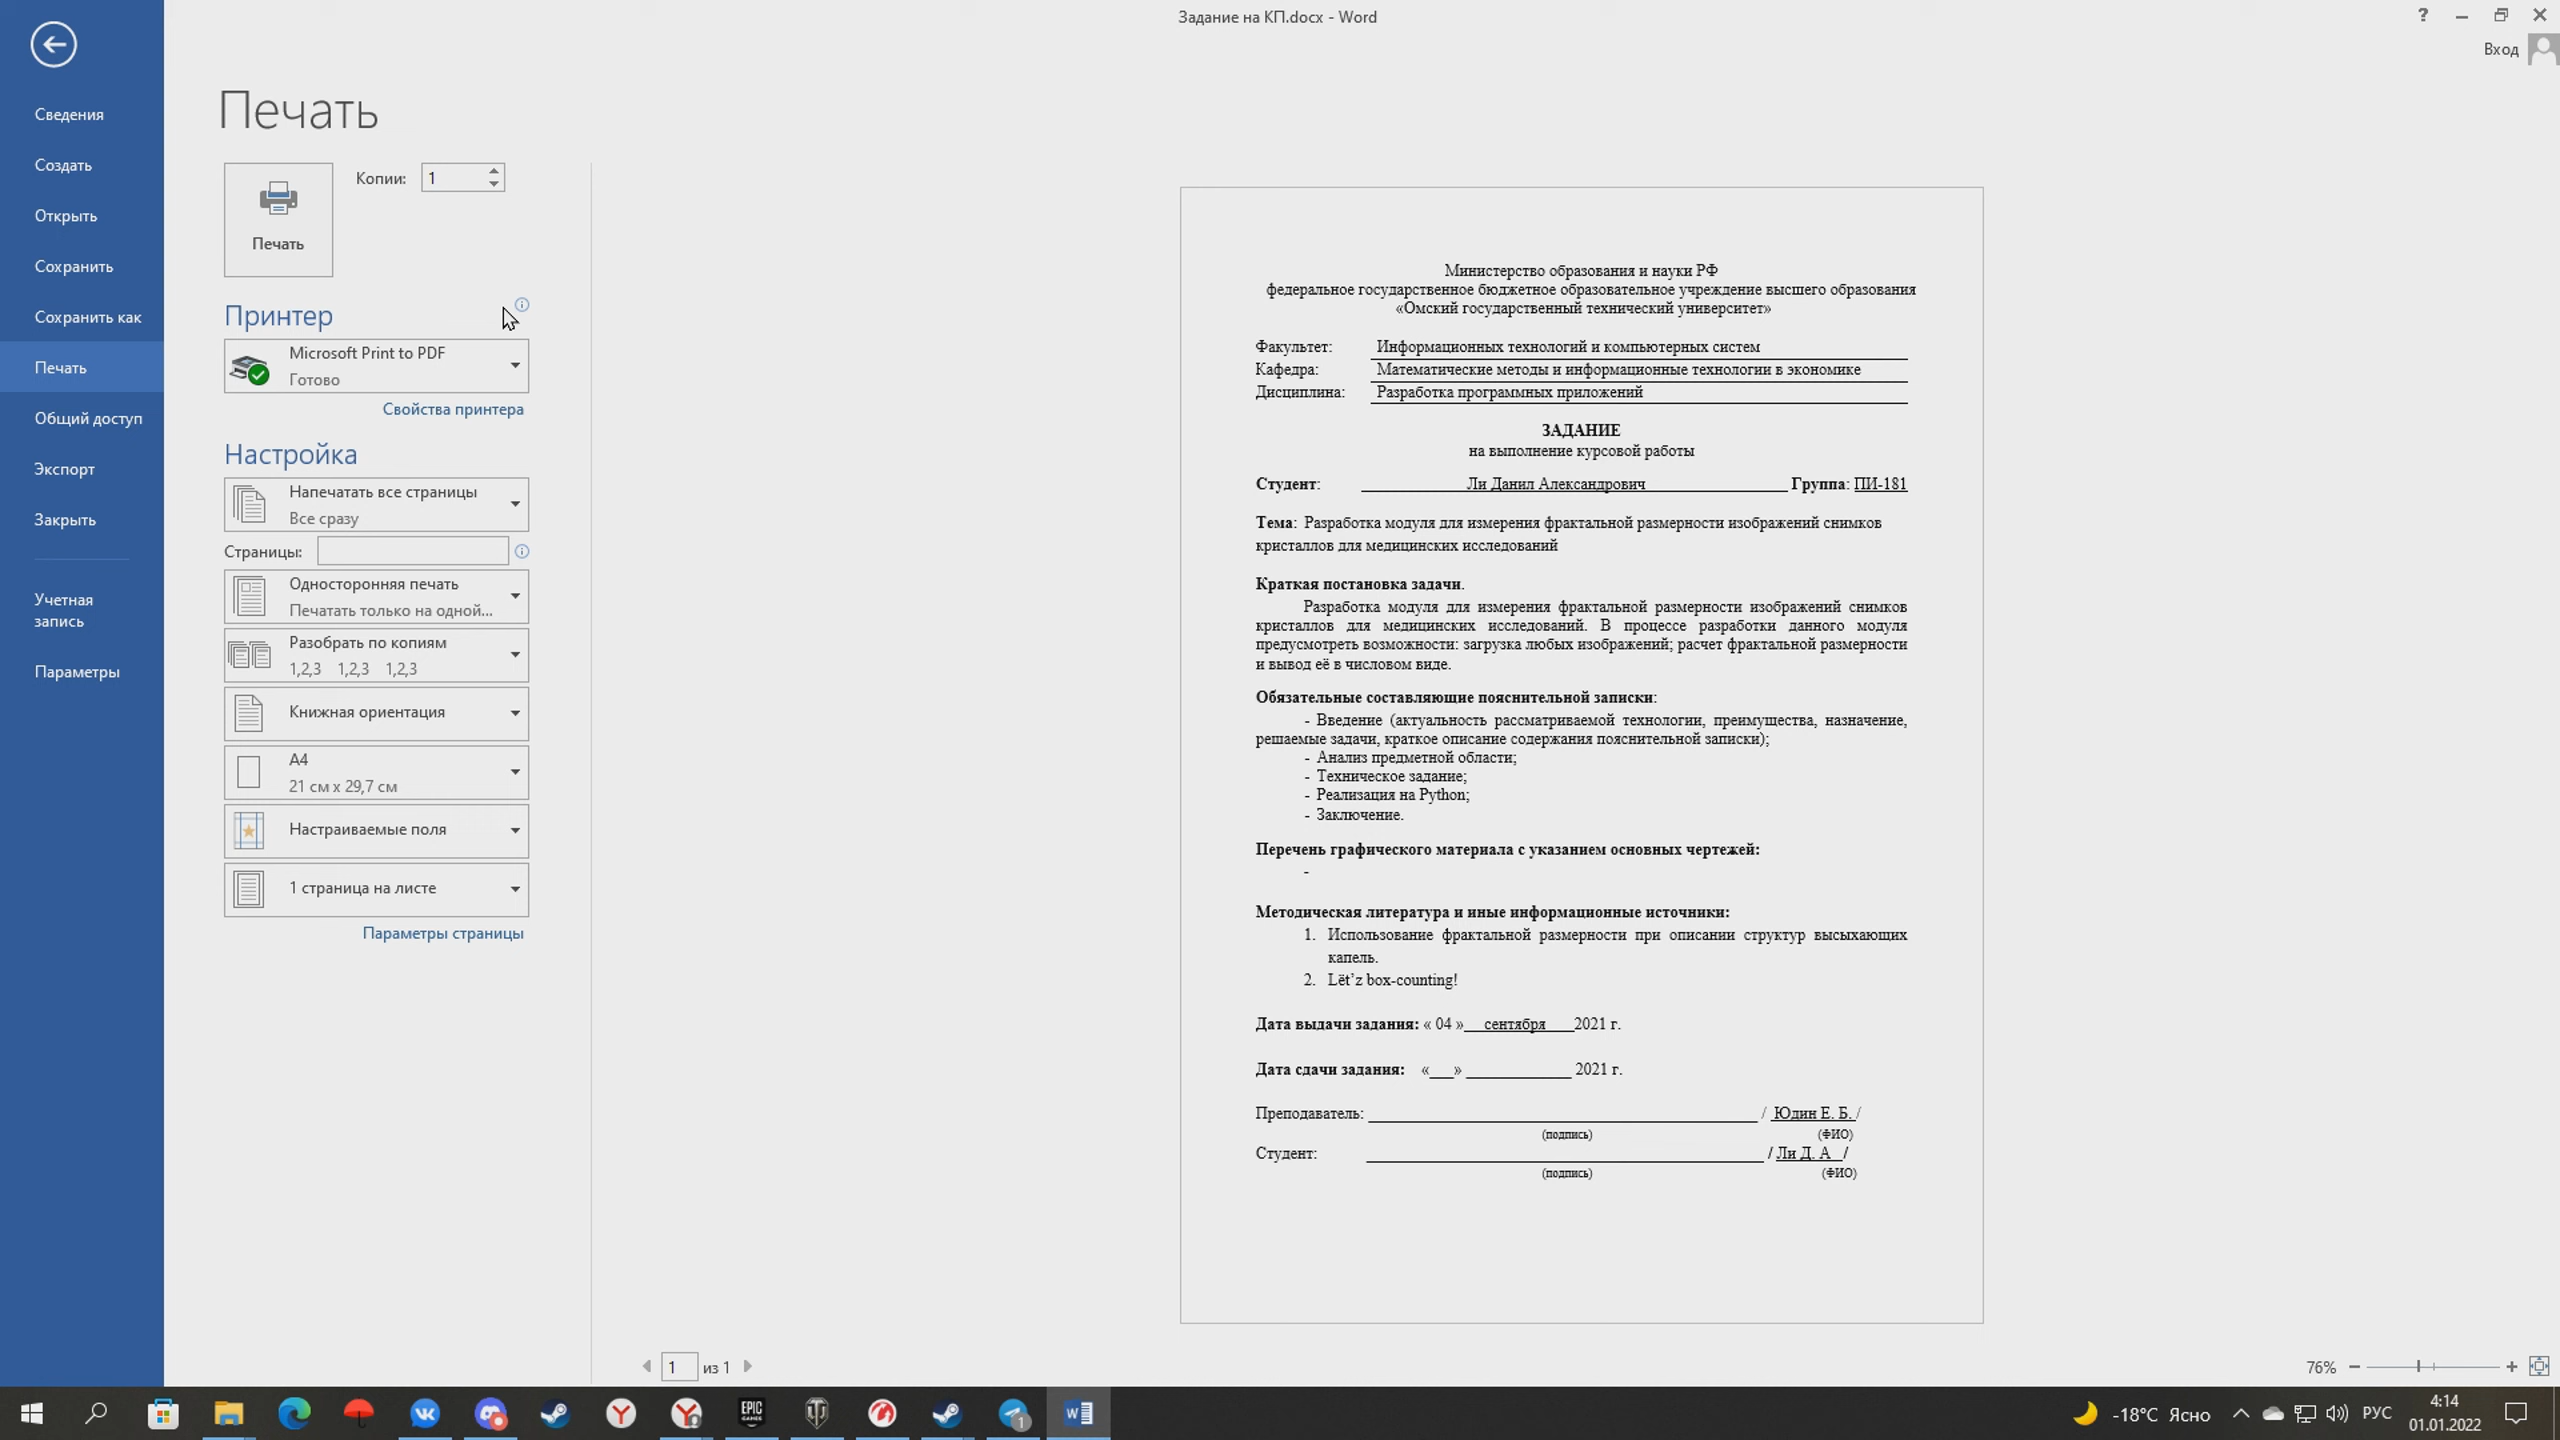 Задание на КП.docx - Word
?
Вход
Сведения
Создать
Открыть
Сохранить
Сохранить как
Печать
Общий доступ
Экспорт
Закрыть
Учетная
запись
Параметры
Печать
Печать
Копии: 1
Принтер
Microsoft Print to PDF
Готово
Свойства принтера
Настройка
Напечатать все страницы
Все сразу
Страницы:
Односторонняя печать
Печатать только на одной...
Разобрать по копиям
1,2,3 1,2,3 1,2,3
Книжная ориентация
A4
21 см x 29,7 см
Настраиваемые поля
1 страница на листе
Параметры страницы
Министерство образования и науки РФ
федеральное государственное бюджетное образовательное учреждение высшего образования
«Омский государственный технический университет»
Факультет: Информационных технологий и компьютерных систем
Кафедра: Математические методы и информационные технологии в экономике
Дисциплина: Разработка программных приложений
ЗАДАНИЕ
на выполнение курсовой работы
Студент: Ли Данил Александрович Группа: ПИ-181
Тема: Разработка модуля для измерения фрактальной размерности изображений снимков
кристаллов для медицинских исследований
Краткая постановка задачи.
Разработка модуля для измерения фрактальной размерности изображений снимков
кристаллов для медицинских исследований. В процессе разработки данного модуля
предусмотреть возможности: загрузка любых изображений; расчет фрактальной размерности
и вывод её в числовом виде.
Обязательные составляющие пояснительной записки:
- Введение (актуальность рассматриваемой технологии, преимущества, назначение,
решаемые задачи, краткое описание содержания пояснительной записки);
- Анализ предметной области;
- Техническое задание;
- Реализация на Python;
- Заключение.
Перечень графического материала с указанием основных чертежей:
-
Методическая литература и иные информационные источники:
1. Использование фрактальной размерности при описании структур высыхающих
капель.
2. Lët’z box-counting!
Дата выдачи задания: « 04 »___сентября___2021 г.
Дата сдачи задания: «___» _____________ 2021 г.
Преподаватель: ____________________ / Юдин Е. Б. /
(подпись) (ФИО)
Студент: ____________________ / Ли Д. А_ /
(подпись) (ФИО)
1 из 1
76%
EPIC
GAMES
1
-18°C Ясно
РУС
4:14
01.01.2022